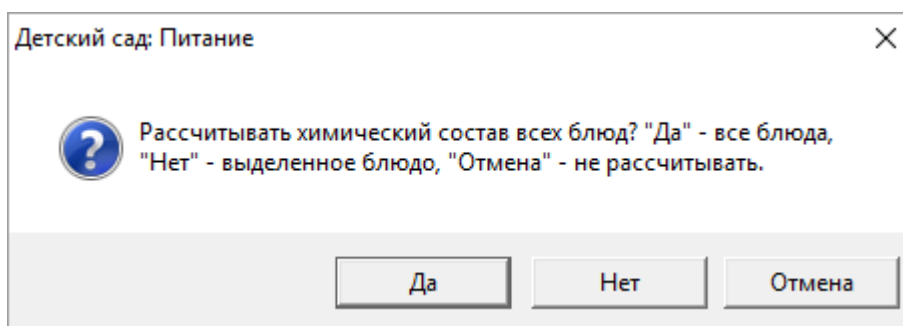 Детский сад: Питание
Рассчитывать химический состав всех блюд? "Да" - все блюда,
"Нет" - выделенное блюдо, "Отмена" - не рассчитывать.
Да
Нет
Отмена